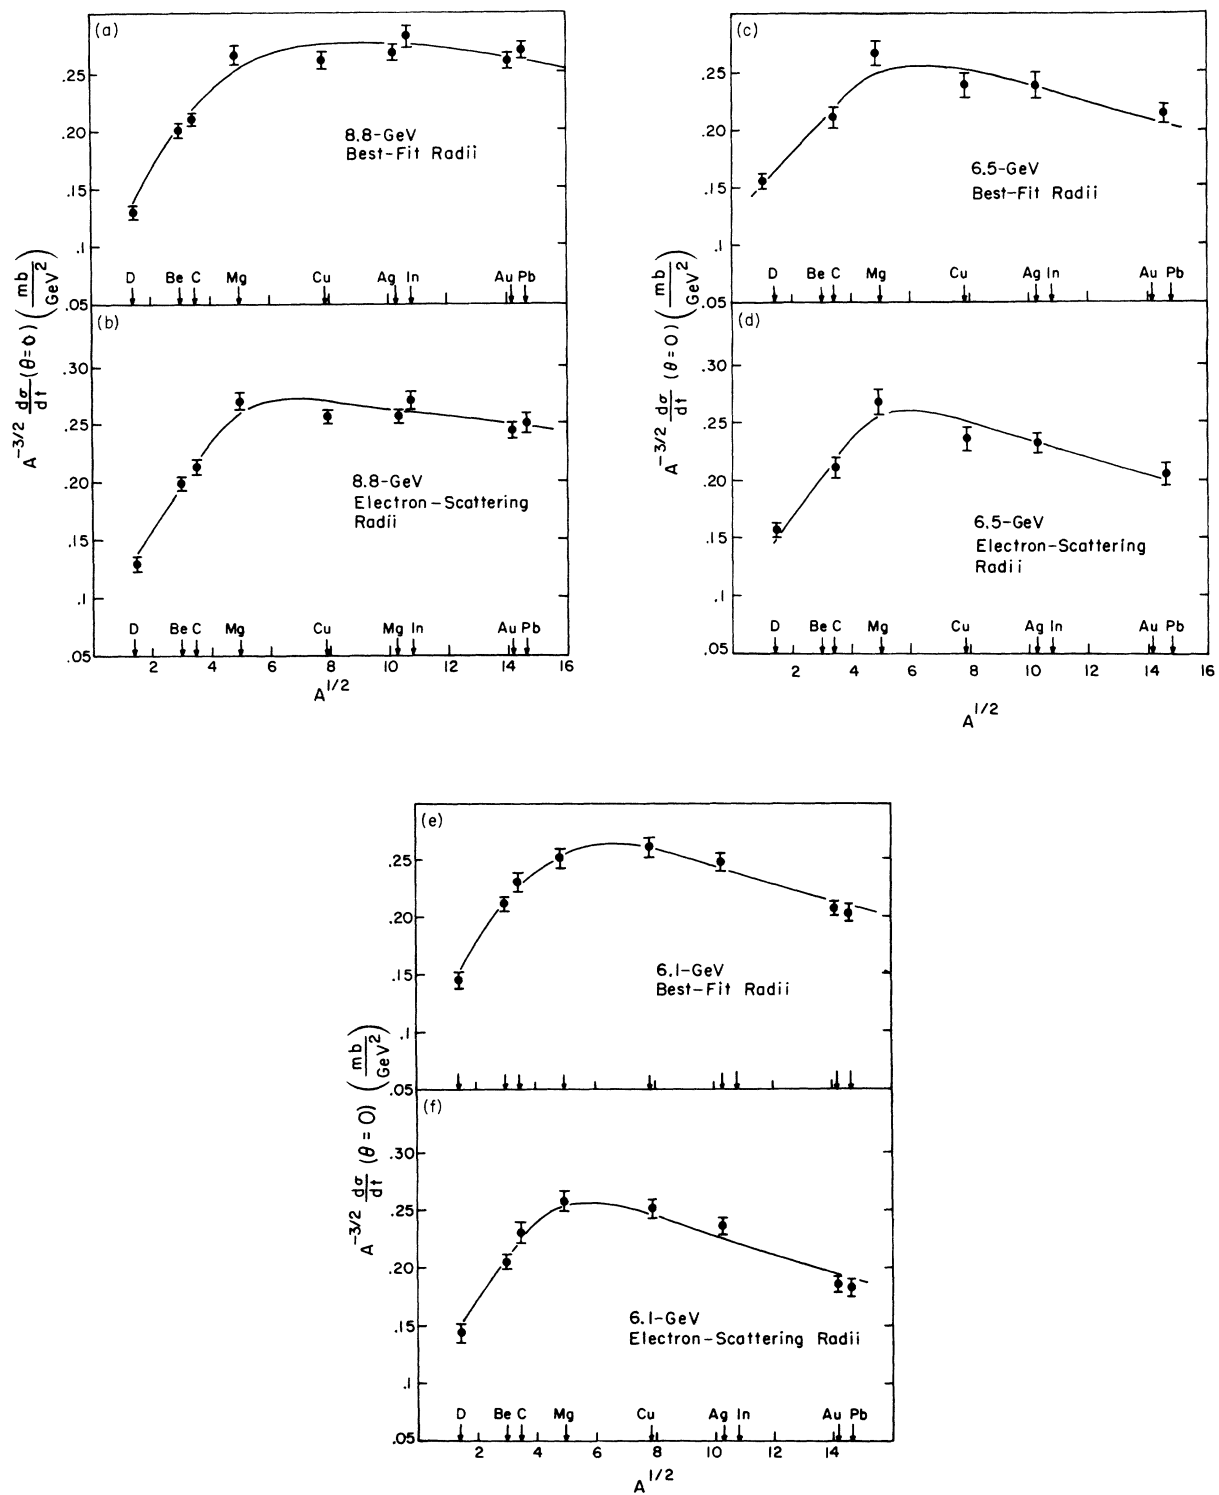 (a)
.25
.20
.15
.1
.05
8.8-GeV
Best-Fit Radii
D Be C Mg Cu Ag In Au Pb
(b)
.30
.25
.20
.15
.1
.05
8.8-GeV
Electron-Scattering
Radii
D Be C Mg Cu Mg In Au Pb
2 4 6 8 10 12 14 16
A^1/2
A^-3/2 dσ/dt (θ=0) (mb/GeV^2)
(c)
.25
.20
.15
.1
.05
6.5-GeV
Best-Fit Radii
D Be C Mg Cu Ag In Au Pb
(d)
.30
.25
.20
.15
.1
.05
6.5-GeV
Electron-Scattering
Radii
D Be C Mg Cu Ag In Au Pb
2 4 6 8 10 12 14 16
A^1/2
A^-3/2 dσ/dt (θ=0) (mb/GeV^2)
(e)
.25
.20
.15
.1
.05
6.1-GeV
Best-Fit Radii
(f)
.30
.25
.20
.15
.1
.05
6.1-GeV
Electron-Scattering Radii
D Be C Mg Cu Ag In Au Pb
2 4 6 8 10 12 14
A^1/2
A^-3/2 dσ/dt (θ=0) (mb/GeV^2)